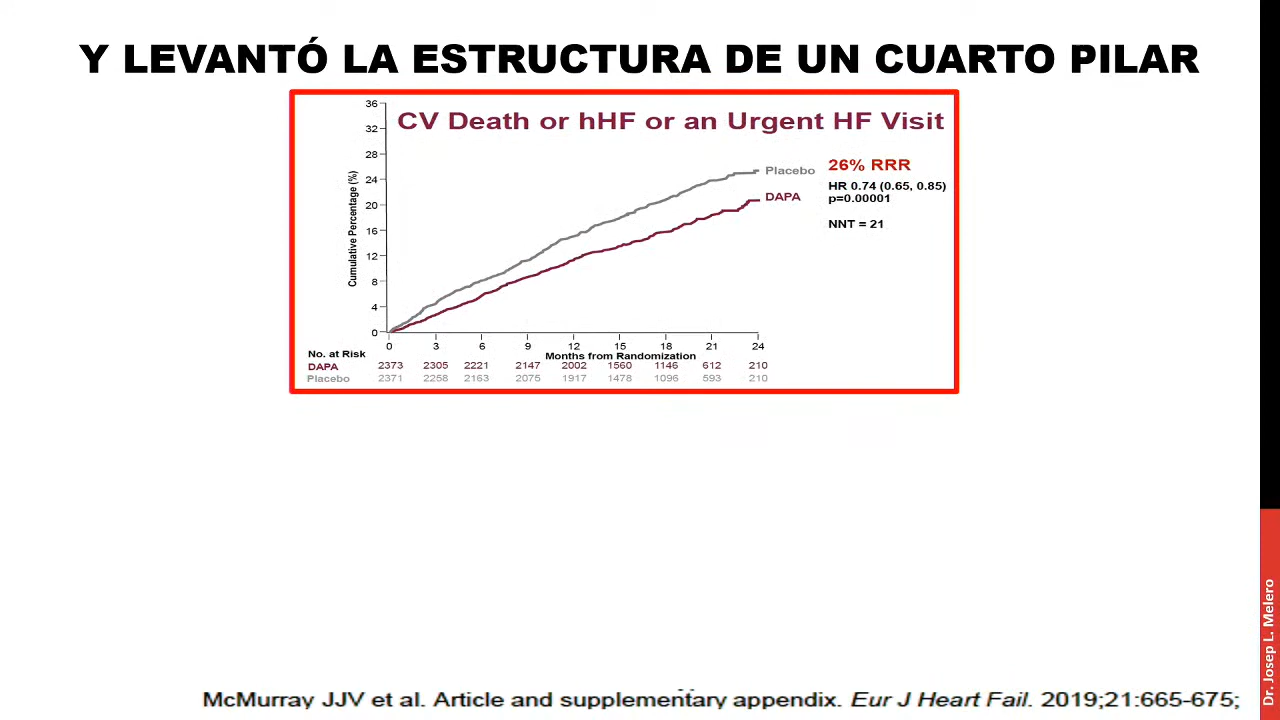 Y LEVANTÓ LA ESTRUCTURA DE UN CUARTO PILAR
CV Death or hHF or an Urgent HF Visit
36
32
28
24
20
16
12
8
4
0
Cumulative Percentage (%)
Placebo
DAPA
26% RRR
HR 0.74 (0.65, 0.85)
p=0.00001
NNT = 21
0 3 6 9 12 15 18 21 24
Months from Randomization
No. at Risk
DAPA 2373 2305 2221 2147 2002 1560 1146 612 210
Placebo 2371 2258 2163 2075 1917 1478 1096 593 210
McMurray JJV et al. Article and supplementary appendix. Eur J Heart Fail. 2019;21:665-675;
Dr. Josep L. Melero